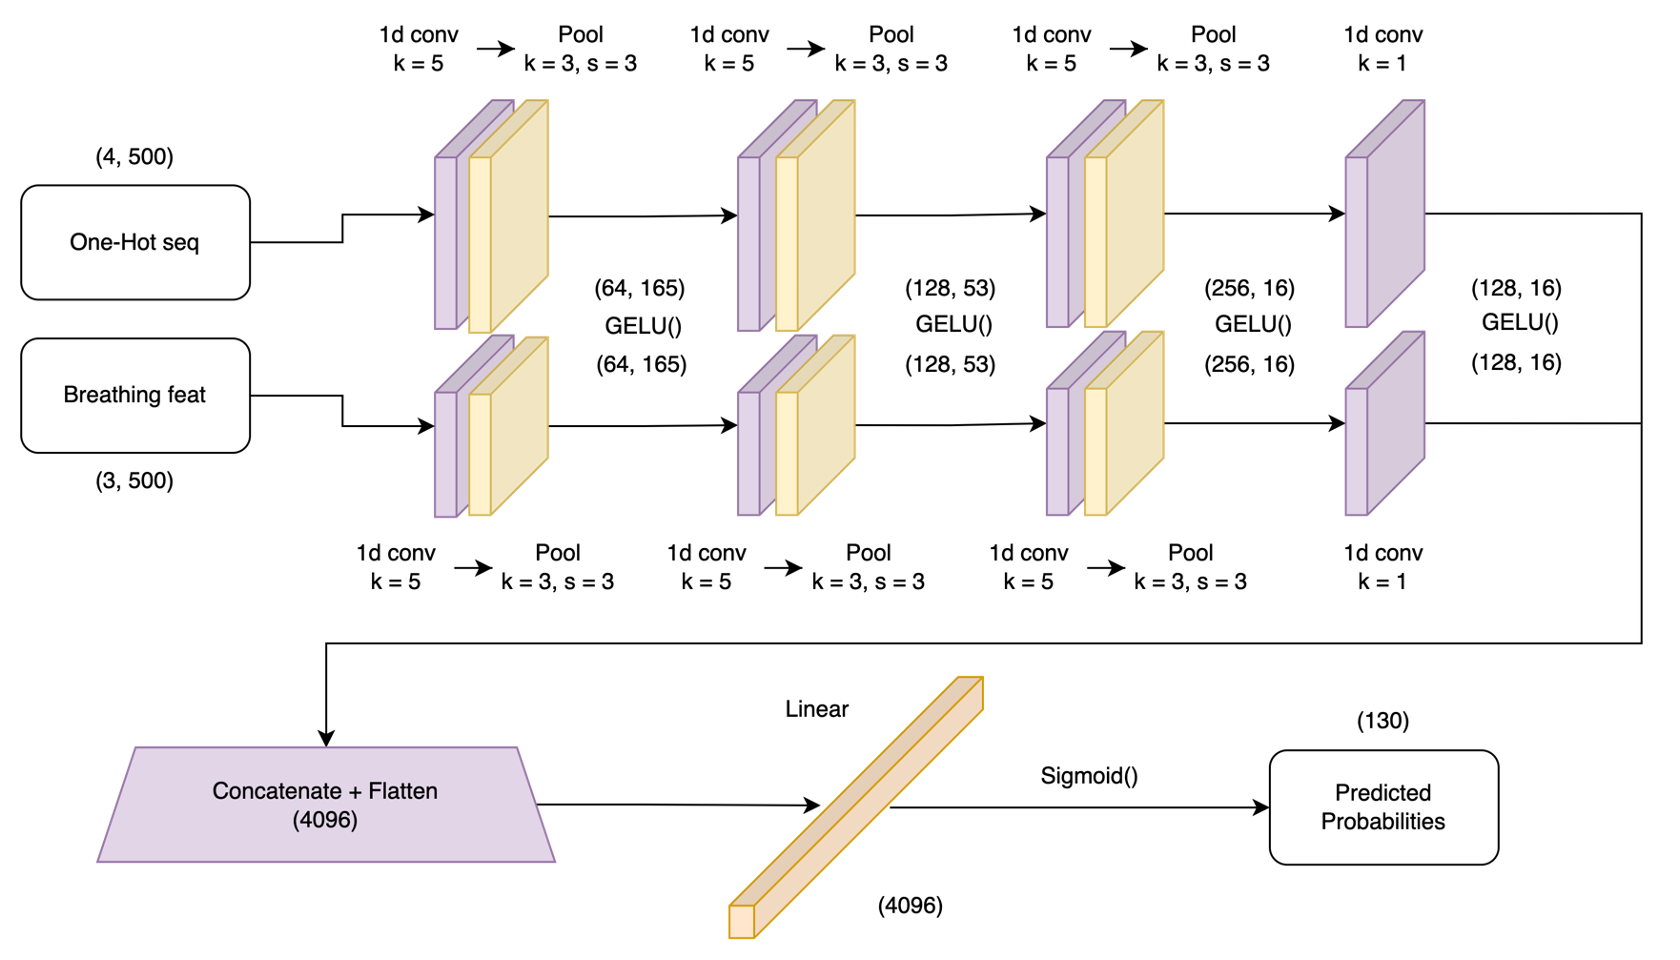 1d conv
k = 5
Pool
k = 3, s = 3
1d conv
k = 5
Pool
k = 3, s = 3
1d conv
k = 5
Pool
k = 3, s = 3
1d conv
k = 1
(4, 500)
One-Hot seq
(64, 165)
GELU()
(64, 165)
(128, 53)
GELU()
(128, 53)
(256, 16)
GELU()
(256, 16)
(128, 16)
GELU()
(128, 16)
Breathing feat
(3, 500)
1d conv
k = 5
Pool
k = 3, s = 3
1d conv
k = 5
Pool
k = 3, s = 3
1d conv
k = 5
Pool
k = 3, s = 3
1d conv
k = 1
Concatenate + Flatten
(4096)
Linear
(4096)
Sigmoid()
(130)
Predicted
Probabilities